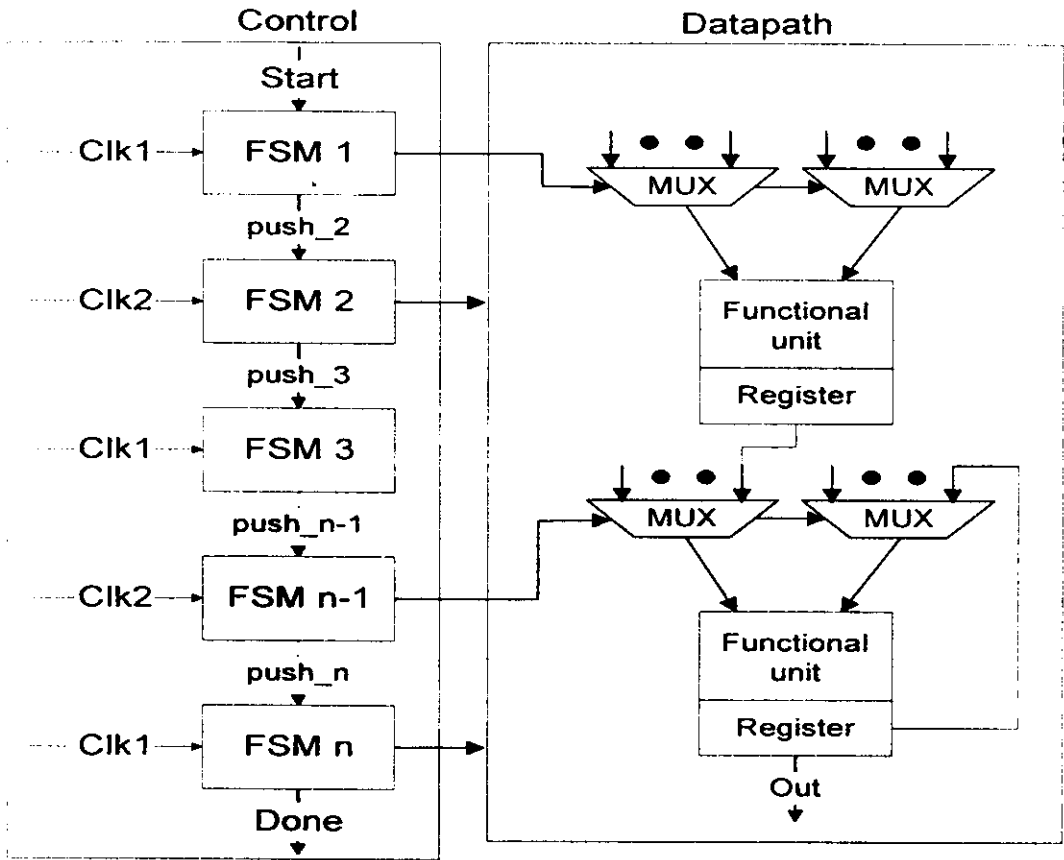 Control
Start
Clk1
FSM 1
push_2
Clk2
FSM 2
push_3
Clk1
FSM 3
push_n-1
Clk2
FSM n-1
push_n
Clk1
FSM n
Done
Datapath
MUX
MUX
Functional
unit
Register
MUX
MUX
Functional
unit
Register
Out